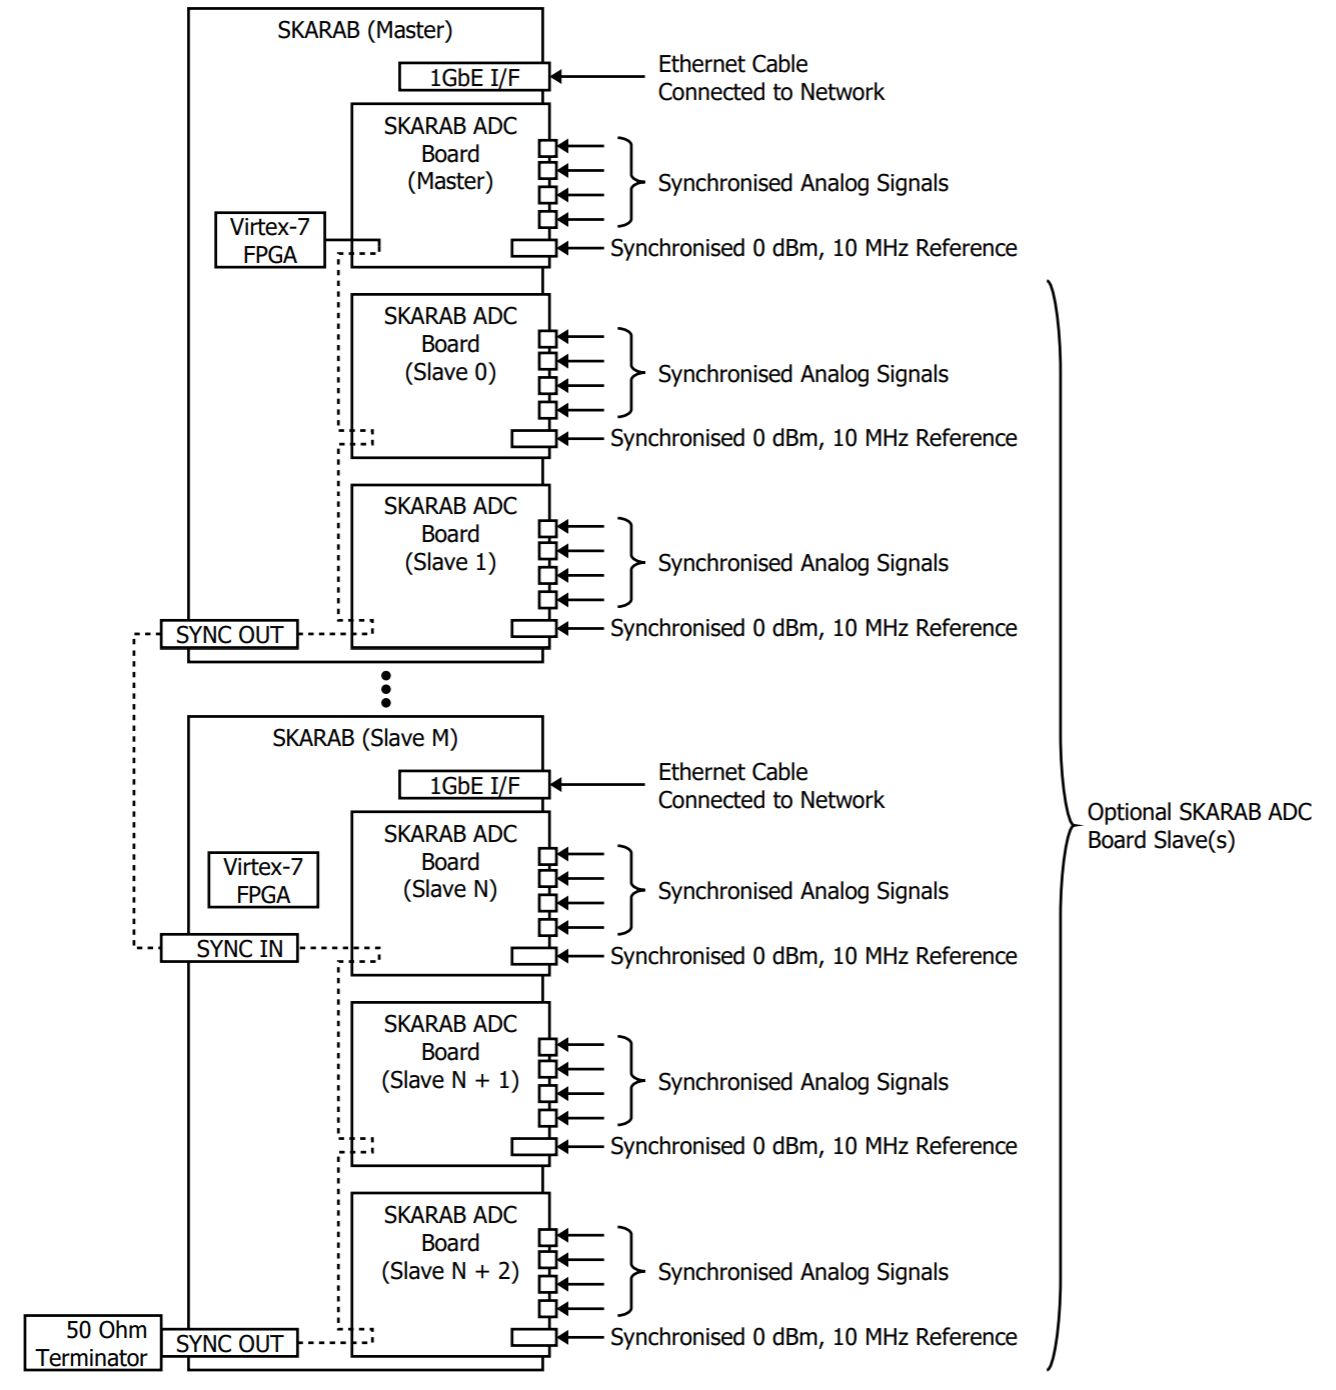 SKARAB (Master)
1GbE I/F
Ethernet Cable
Connected to Network
SKARAB ADC
Board
(Master)
Synchronised Analog Signals
Virtex-7
FPGA
Synchronised 0 dBm, 10 MHz Reference
SKARAB ADC
Board
(Slave 0)
Synchronised Analog Signals
Synchronised 0 dBm, 10 MHz Reference
SKARAB ADC
Board
(Slave 1)
Synchronised Analog Signals
SYNC OUT
Synchronised 0 dBm, 10 MHz Reference
SKARAB (Slave M)
1GbE I/F
Ethernet Cable
Connected to Network
Optional SKARAB ADC
Board Slave(s)
SKARAB ADC
Board
(Slave N)
Virtex-7
FPGA
Synchronised Analog Signals
SYNC IN
Synchronised 0 dBm, 10 MHz Reference
SKARAB ADC
Board
(Slave N + 1)
Synchronised Analog Signals
Synchronised 0 dBm, 10 MHz Reference
SKARAB ADC
Board
(Slave N + 2)
Synchronised Analog Signals
50 Ohm
Terminator
SYNC OUT
Synchronised 0 dBm, 10 MHz Reference